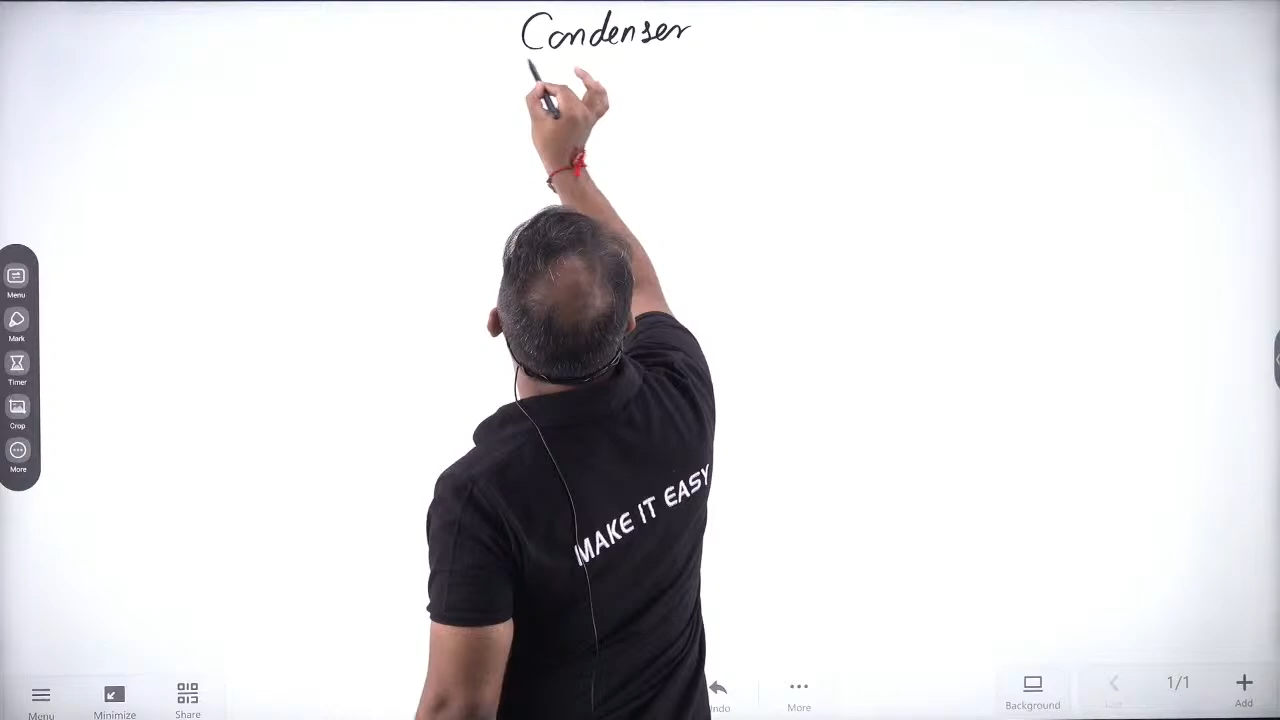 Condenser
Menu
Mark
Timer
Crop
More
MAKE IT EASY
Menu
Minimize
Share
More
Background
1/1
Add